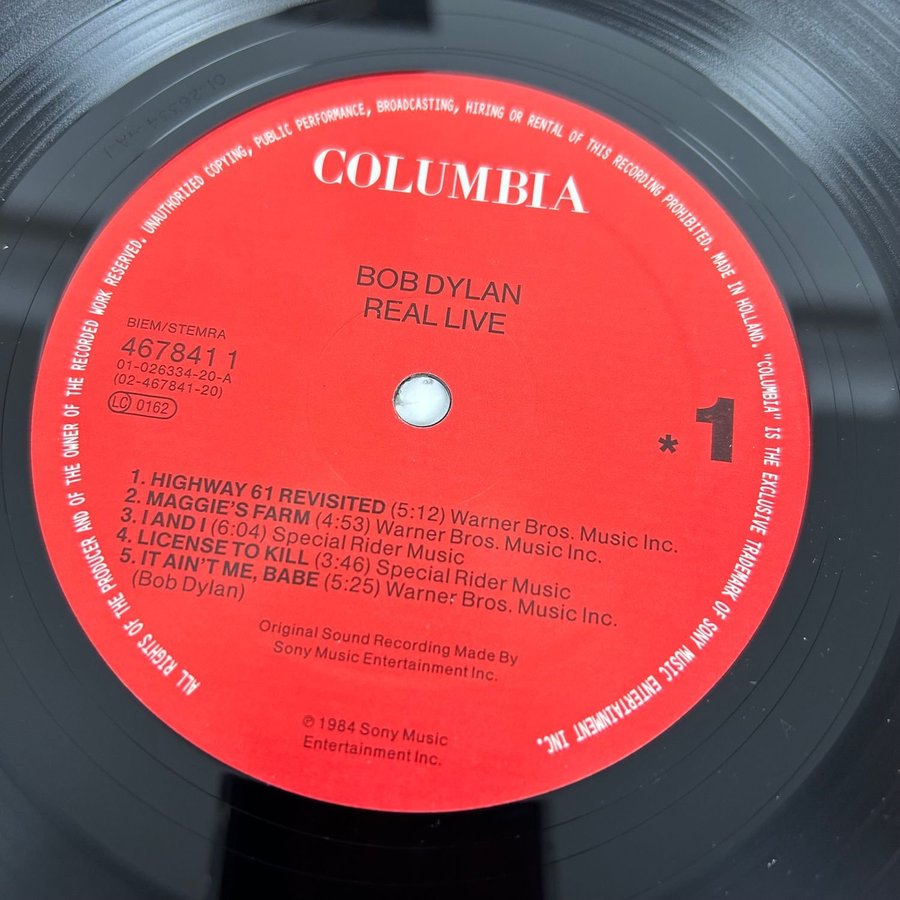 ALL RIGHTS OF THE PRODUCER AND OF THE OWNER OF THE RECORDED WORK RESERVED. UNAUTHORIZED COPYING, PUBLIC PERFORMANCE, BROADCASTING, HIRING OR RENTAL OF THIS RECORDING PROHIBITED. MADE IN HOLLAND. "COLUMBIA" IS THE EXCLUSIVE TRADEMARK OF SONY MUSIC ENTERTAINMENT INC.
COLUMBIA
BOB DYLAN
REAL LIVE
BIEM/STEMRA
467841 1
01-026334-20-A
(02-467841-20)
LC 0162
* 1
1. HIGHWAY 61 REVISITED (5:12) Warner Bros. Music Inc.
2. MAGGIE'S FARM (4:53) Warner Bros. Music Inc.
3. I AND I (6:04) Special Rider Music
4. LICENSE TO KILL (3:46) Special Rider Music
5. IT AIN'T ME, BABE (5:25) Warner Bros. Music Inc.
(Bob Dylan)
Original Sound Recording Made By
Sony Music Entertainment Inc.
℗ 1984 Sony Music
Entertainment Inc.